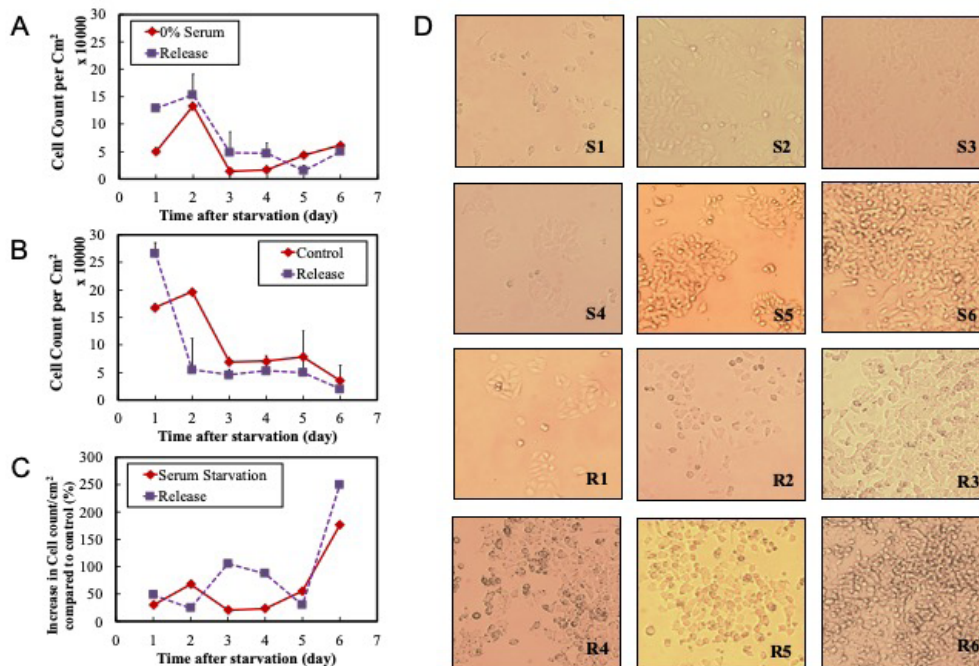 A
Cell Count per Cm²
x 10000
30
25
20
15
10
5
0
0% Serum
Release
0 1 2 3 4 5 6 7
Time after starvation (day)
B
Cell Count per Cm²
x 10000
30
25
20
15
10
5
0
Control
Release
0 1 2 3 4 5 6 7
Time after starvation (day)
C
Increase in Cell count/cm²
compared to control (%)
300
250
200
150
100
50
0
Serum Starvation
Release
0 1 2 3 4 5 6 7
Time after starvation (day)
D
S1 S2 S3
S4 S5 S6
R1 R2 R3
R4 R5 R6